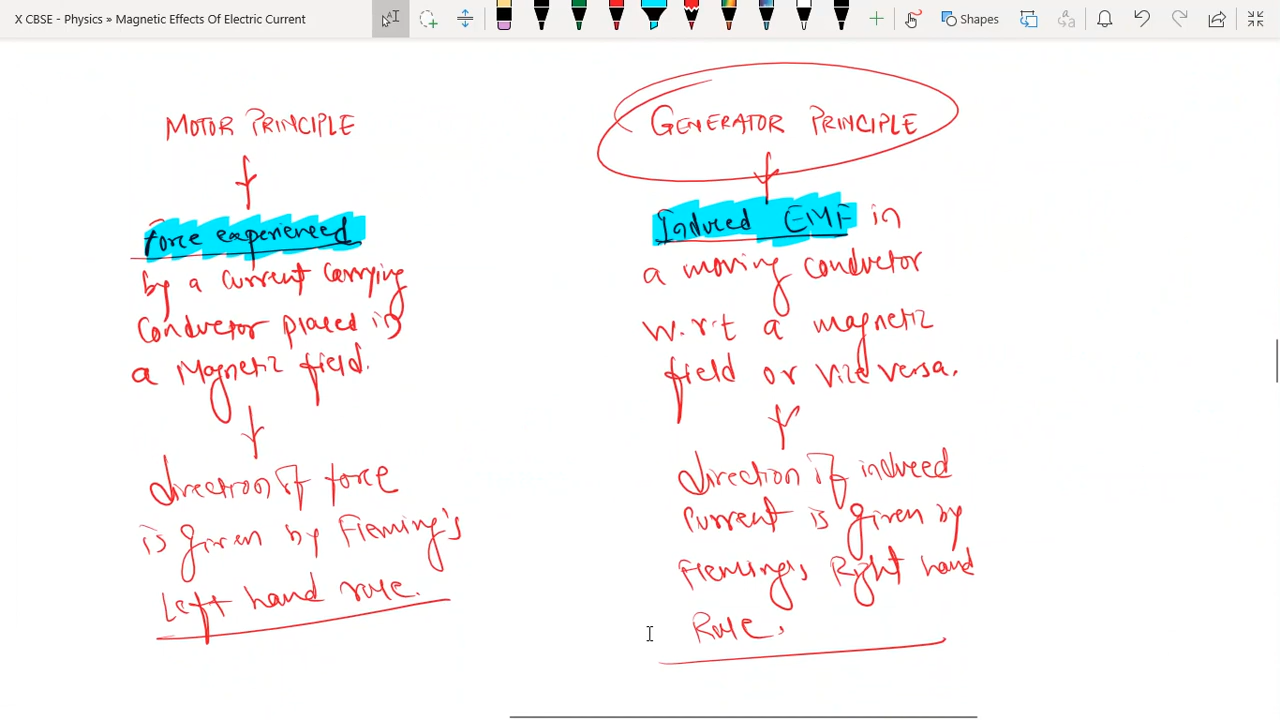 X CBSE - Physics » Magnetic Effects Of Electric Current
Shapes
MOTOR PRINCIPLE
Force experienced
by a current carrying
Conductor placed in
a Magnetic field.
direction of force
is given by Fleming's
Left hand rule.
GENERATOR PRINCIPLE
Induced EMF in
a moving conductor
w.r.t a magnetic
field or vice versa.
direction of induced
current is given by
Fleming's Right hand
Rule.